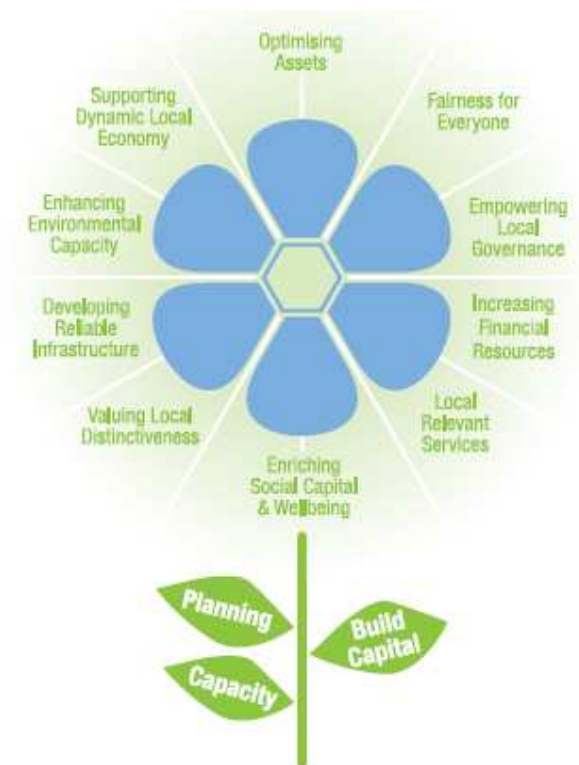 Optimising
Assets
Fairness for
Everyone
Empowering
Local
Governance
Increasing
Financial
Resources
Local
Relevant
Services
Enriching
Social Capital
& Wellbeing
Valuing Local
Distinctiveness
Developing
Reliable
Infrastructure
Enhancing
Environmental
Capacity
Supporting
Dynamic Local
Economy
Planning
Build
Capital
Capacity